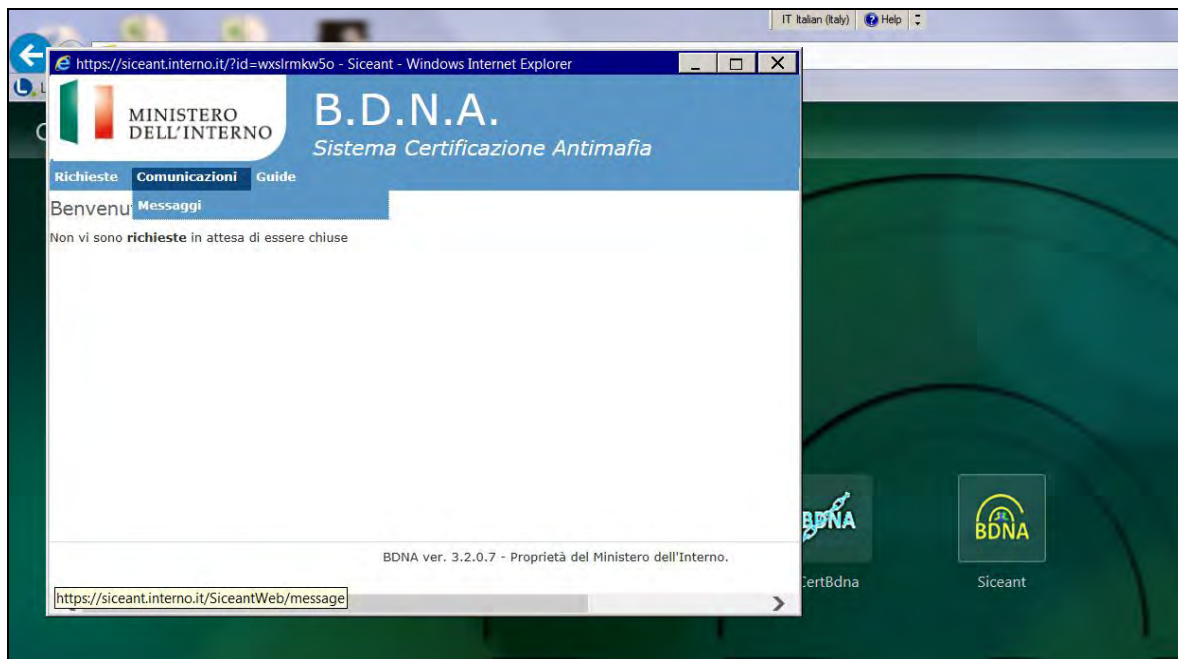 IT Italian (Italy) Help
https://siceant.interno.it/?id=wxslrmkw5o - Siceant - Windows Internet Explorer
MINISTERO
DELL'INTERNO
B.D.N.A.
Sistema Certificazione Antimafia
Richieste Comunicazioni Guide
Benvenu
Messaggi
Non vi sono richieste in attesa di essere chiuse
BDNA ver. 3.2.0.7 - Proprietà del Ministero dell'Interno.
https://siceant.interno.it/SiceantWeb/message
BDNA
BDNA
CertBdna
Siceant